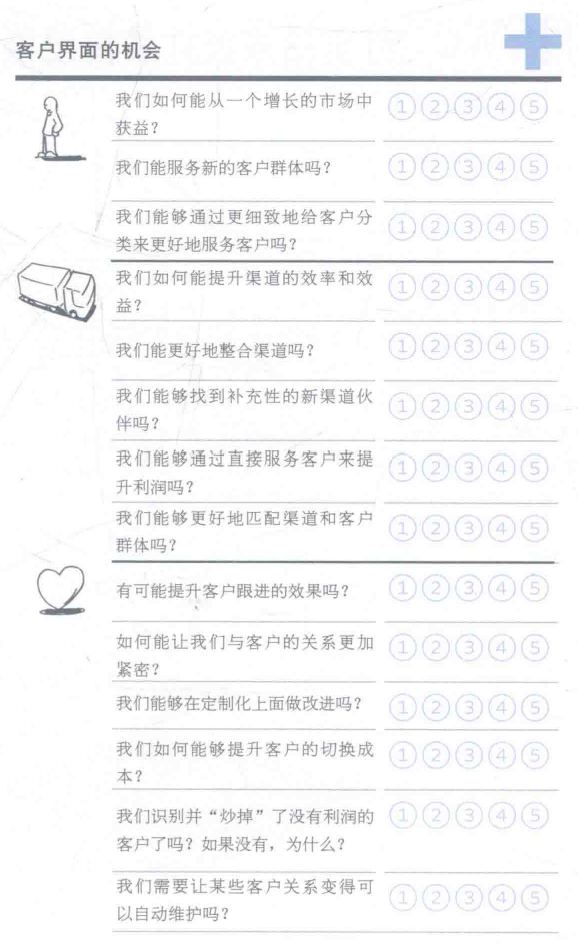 客户界面的机会
我们如何能从一个增长的市场中
获益？
1 2 3 4 5
我们能服务新的客户群体吗？
1 2 3 4 5
我们能够通过更细致地给客户分
类来更好地服务客户吗？
1 2 3 4 5
我们如何能提升渠道的效率和效
益？
1 2 3 4 5
我们能更好地整合渠道吗？
1 2 3 4 5
我们能够找到补充性的新渠道伙
伴吗？
1 2 3 4 5
我们能够通过直接服务客户来提
升利润吗？
1 2 3 4 5
我们能够更好地匹配渠道和客户
群体吗？
1 2 3 4 5
有可能提升客户跟进的效果吗？
1 2 3 4 5
如何能让我们与客户的关系更加
紧密？
1 2 3 4 5
我们能够在定制化上面做改进吗？
1 2 3 4 5
我们如何能够提升客户的切换成
本？
1 2 3 4 5
我们识别并“炒掉”了没有利润的
客户了吗？如果没有，为什么？
1 2 3 4 5
我们需要让某些客户关系变得可
以自动维护吗？
1 2 3 4 5